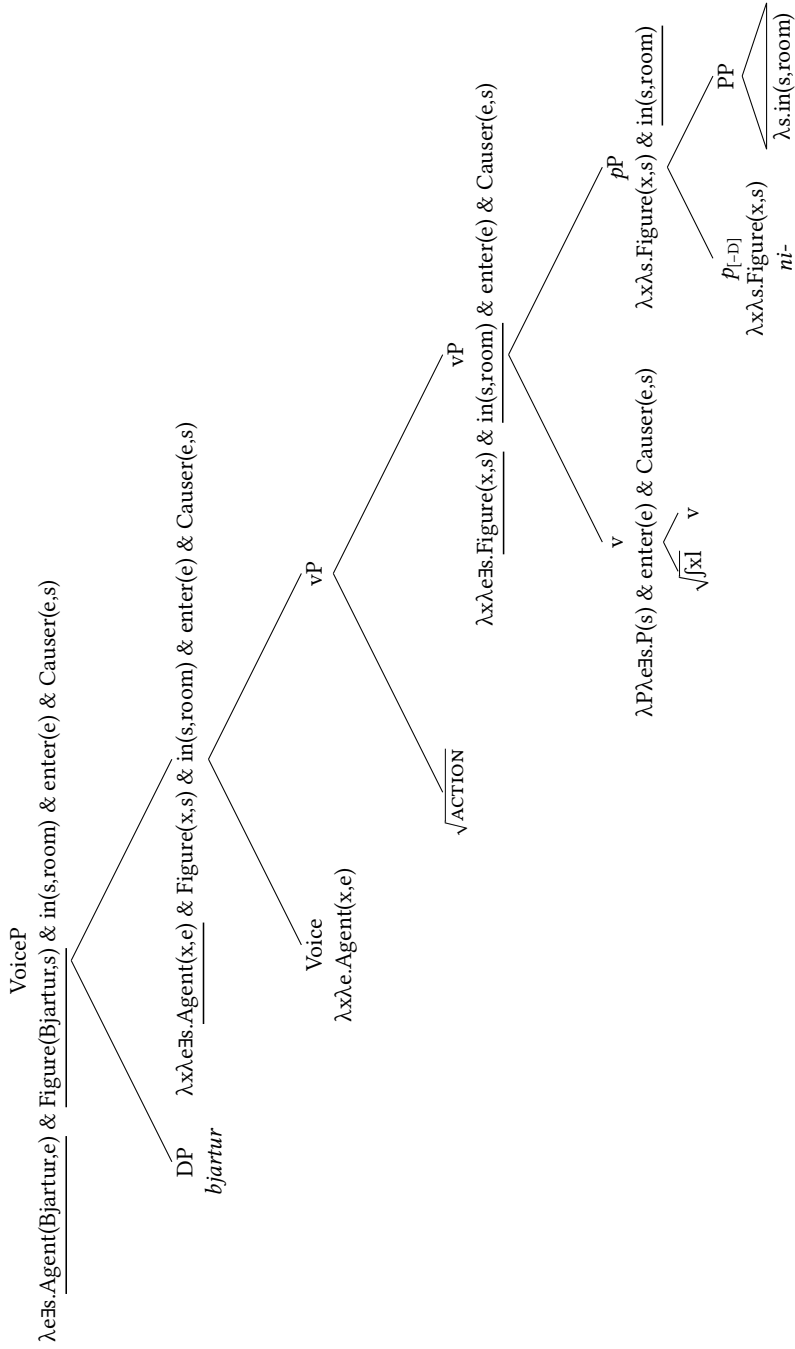 VoiceP
λe∃s.Agent(Bjartur,e) & Figure(Bjartur,s) & in(s,room) & enter(e) & Causer(e,s)
DP
bjartur
λxλe∃s.Agent(x,e) & Figure(x,s) & in(s,room) & enter(e) & Causer(e,s)
Voice
λxλe.Agent(x,e)
vP
√ACTION
vP
λxλe∃s.Figure(x,s) & in(s,room) & enter(e) & Causer(e,s)
v
λPλe∃s.P(s) & enter(e) & Causer(e,s)
√ʃxl
v
pP
λxλs.Figure(x,s) & in(s,room)
p[−D]
λxλs.Figure(x,s)
ni-
PP
λs.in(s,room)